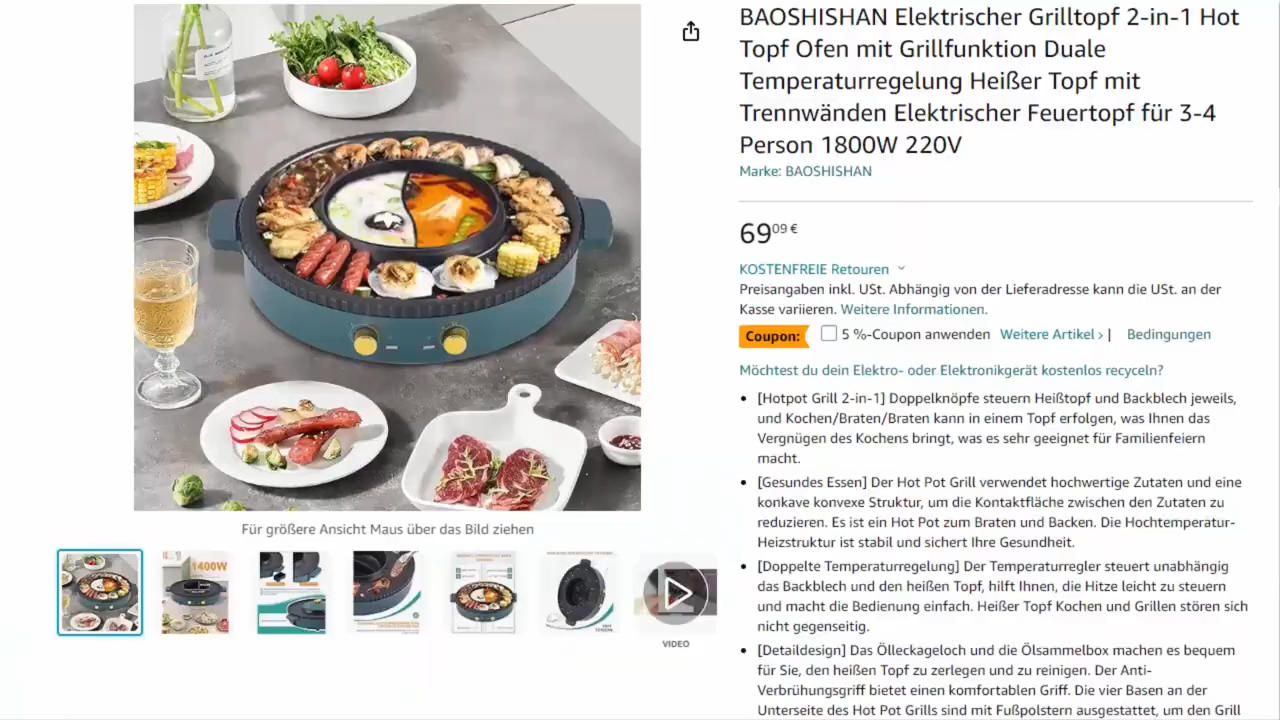 BAOSHISHAN Elektrischer Grilltopf 2-in-1 Hot
Topf Ofen mit Grillfunktion Duale
Temperaturregelung Heißer Topf mit
Trennwänden Elektrischer Feuertopf für 3-4
Person 1800W 220V
Marke: BAOSHISHAN
69⁰⁹ €
KOSTENFREIE Retouren
Preisangaben inkl. USt. Abhängig von der Lieferadresse kann die USt. an der
Kasse variieren. Weitere Informationen.
Coupon: 5 %-Coupon anwenden Weitere Artikel › | Bedingungen
Möchtest du dein Elektro- oder Elektronikgerät kostenlos recyceln?
• [Hotpot Grill 2-in-1] Doppelknöpfe steuern Heißtopf und Backblech jeweils,
und Kochen/Braten/Braten kann in einem Topf erfolgen, was Ihnen das
Vergnügen des Kochens bringt, was es sehr geeignet für Familienfeiern
macht.
• [Gesundes Essen] Der Hot Pot Grill verwendet hochwertige Zutaten und eine
konkave konvexe Struktur, um die Kontaktfläche zwischen den Zutaten zu
reduzieren. Es ist ein Hot Pot zum Braten und Backen. Die Hochtemperatur-
Heizstruktur ist stabil und sichert Ihre Gesundheit.
• [Doppelte Temperaturregelung] Der Temperaturregler steuert unabhängig
das Backblech und den heißen Topf, hilft Ihnen, die Hitze leicht zu steuern
und macht die Bedienung einfach. Heißer Topf Kochen und Grillen stören sich
nicht gegenseitig.
• [Detaildesign] Das Ölleckageloch und die Ölsammelbox machen es bequem
für Sie, den heißen Topf zu zerlegen und zu reinigen. Der Anti-
Verbrühungsgriff bietet einen komfortablen Griff. Die vier Basen an der
Unterseite des Hot Pot Grills sind mit Fußpolstern ausgestattet, um den Grill
Für größere Ansicht Maus über das Bild ziehen
1400W
VIDEO